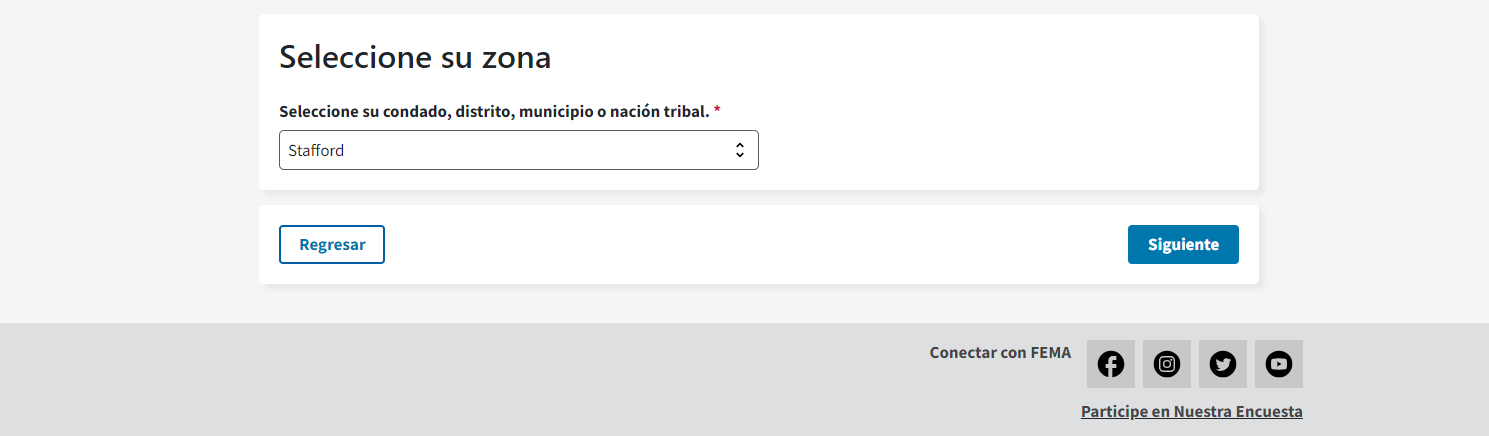 Seleccione su zona
Seleccione su condado, distrito, municipio o nación tribal. *
Stafford
Regresar
Siguiente
Conectar con FEMA
Participe en Nuestra Encuesta